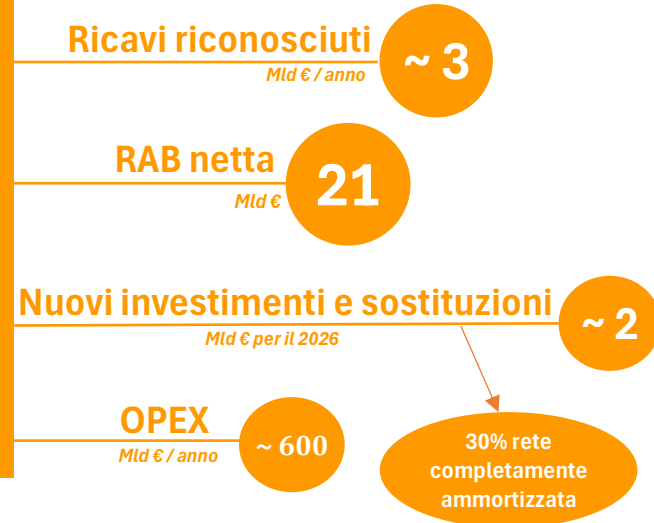 Ricavi riconosciuti
Mld € / anno
~ 3
RAB netta
Mld €
21
Nuovi investimenti e sostituzioni
Mld € per il 2026
~ 2
OPEX
Mld € / anno
~ 600
30% rete
completamente
ammortizzata